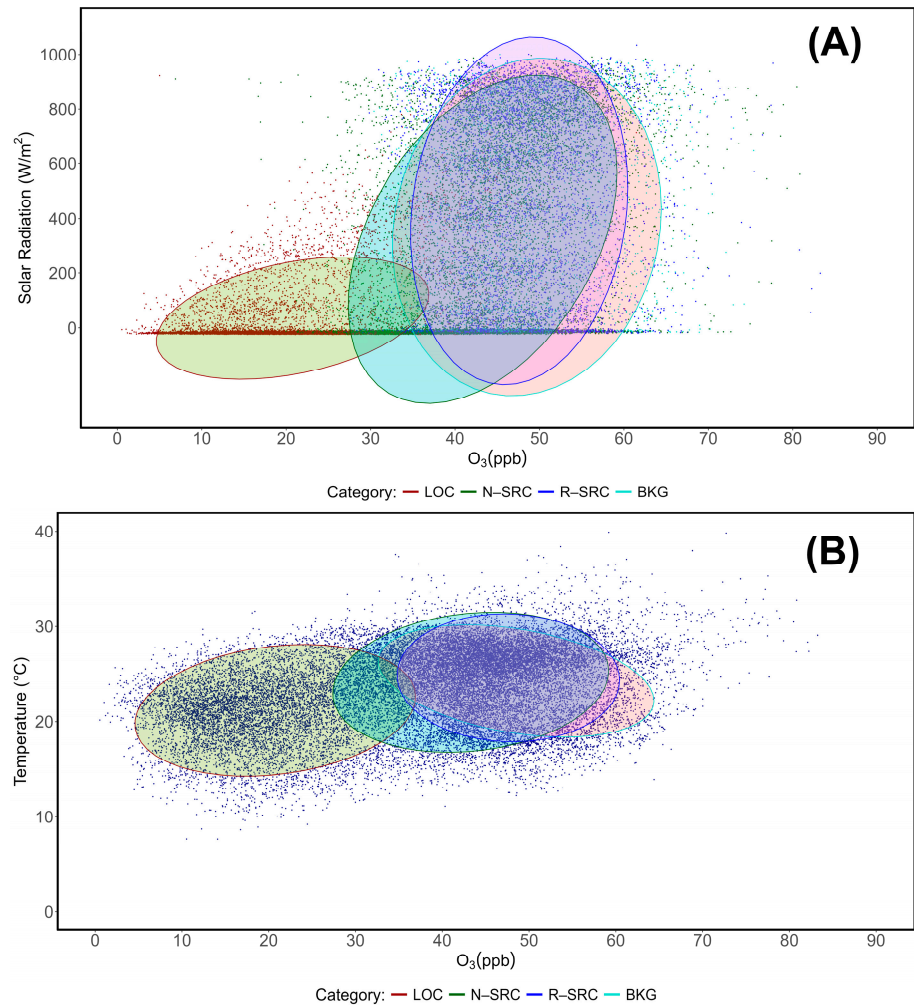 (A)
1000
800
600
400
200
0
Solar Radiation (W/m²)
0 10 20 30 40 50 60 70 80 90
O₃(ppb)
Category: LOC N–SRC R–SRC BKG
(B)
40
30
20
10
0
Temperature (°C)
0 10 20 30 40 50 60 70 80 90
O₃(ppb)
Category: LOC N–SRC R–SRC BKG